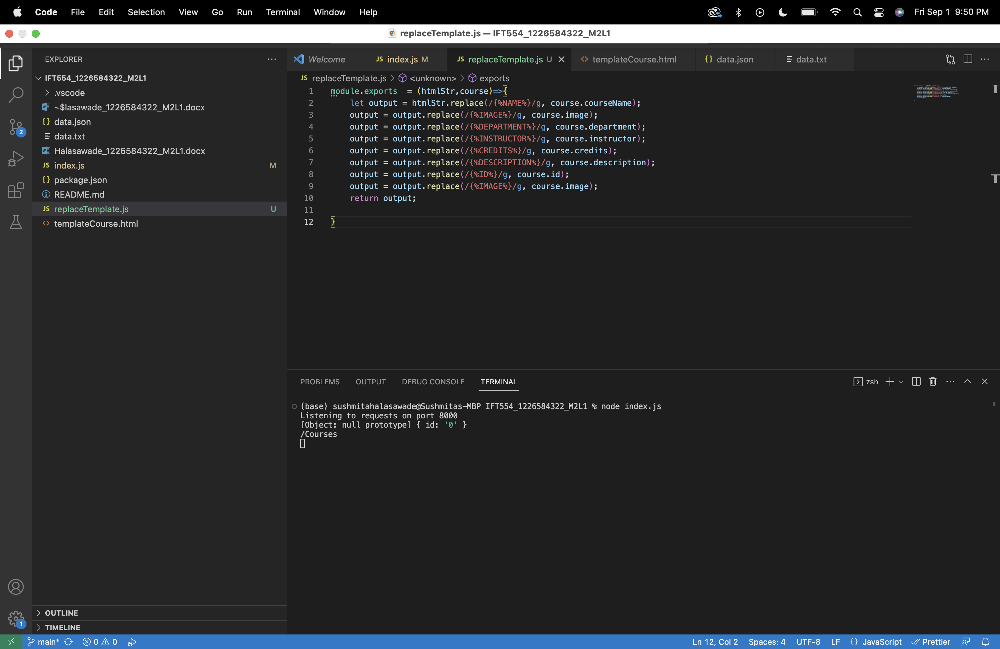 Code File Edit Selection View Go Run Terminal Window Help Fri Sep 1 9:50 PM
replaceTemplate.js — IFT554_1226584322_M2L1
EXPLORER
IFT554_1226584322_M2L1
.vscode
~$lasawade_1226584322_M2L1.docx
{} data.json
data.txt
Halasawade_1226584322_M2L1.docx
JS index.js M
{} package.json
README.md
JS replaceTemplate.js U
<> templateCourse.html
2
1
OUTLINE
TIMELINE
Welcome JS index.js M JS replaceTemplate.js U <> templateCourse.html {} data.json data.txt
JS replaceTemplate.js > <unknown> > exports
1 module.exports  = (htmlStr,course)=>{
2     let output = htmlStr.replace(/{%NAME%}/g, course.courseName);
3     output = output.replace(/{%IMAGE%}/g, course.image);
4     output = output.replace(/{%DEPARTMENT%}/g, course.department);
5     output = output.replace(/{%INSTRUCTOR%}/g, course.instructor);
6     output = output.replace(/{%CREDITS%}/g, course.credits);
7     output = output.replace(/{%DESCRIPTION%}/g, course.description);
8     output = output.replace(/{%ID%}/g, course.id);
9     output = output.replace(/{%IMAGE%}/g, course.image);
10     return output;
11
12 }
PROBLEMS OUTPUT DEBUG CONSOLE TERMINAL zsh
(base) sushmitahalasawade@Sushmitas-MBP IFT554_1226584322_M2L1 % node index.js
Listening to requests on port 8000
[Object: null prototype] { id: '0' }
/Courses
main* 0 0 Ln 12, Col 2 Spaces: 4 UTF-8 LF {} JavaScript Prettier